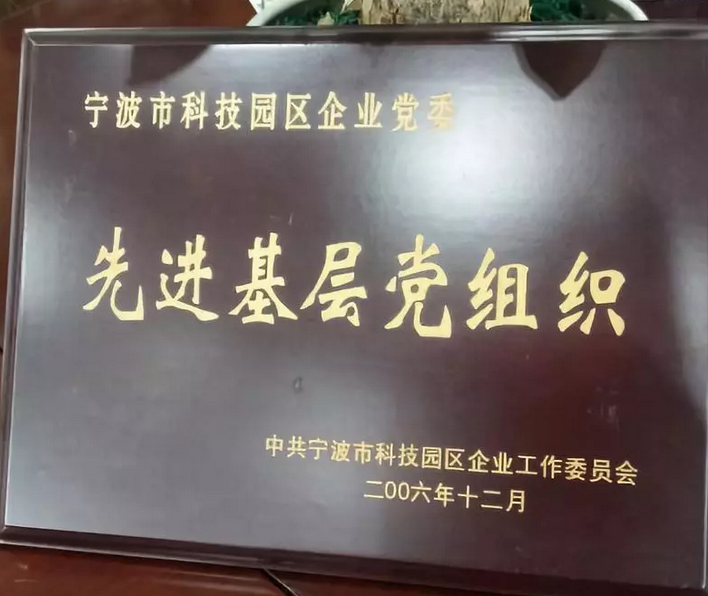 宁波市科技园区企业党委
先进基层党组织
中共宁波市科技园区企业工作委员会
二00六年十二月